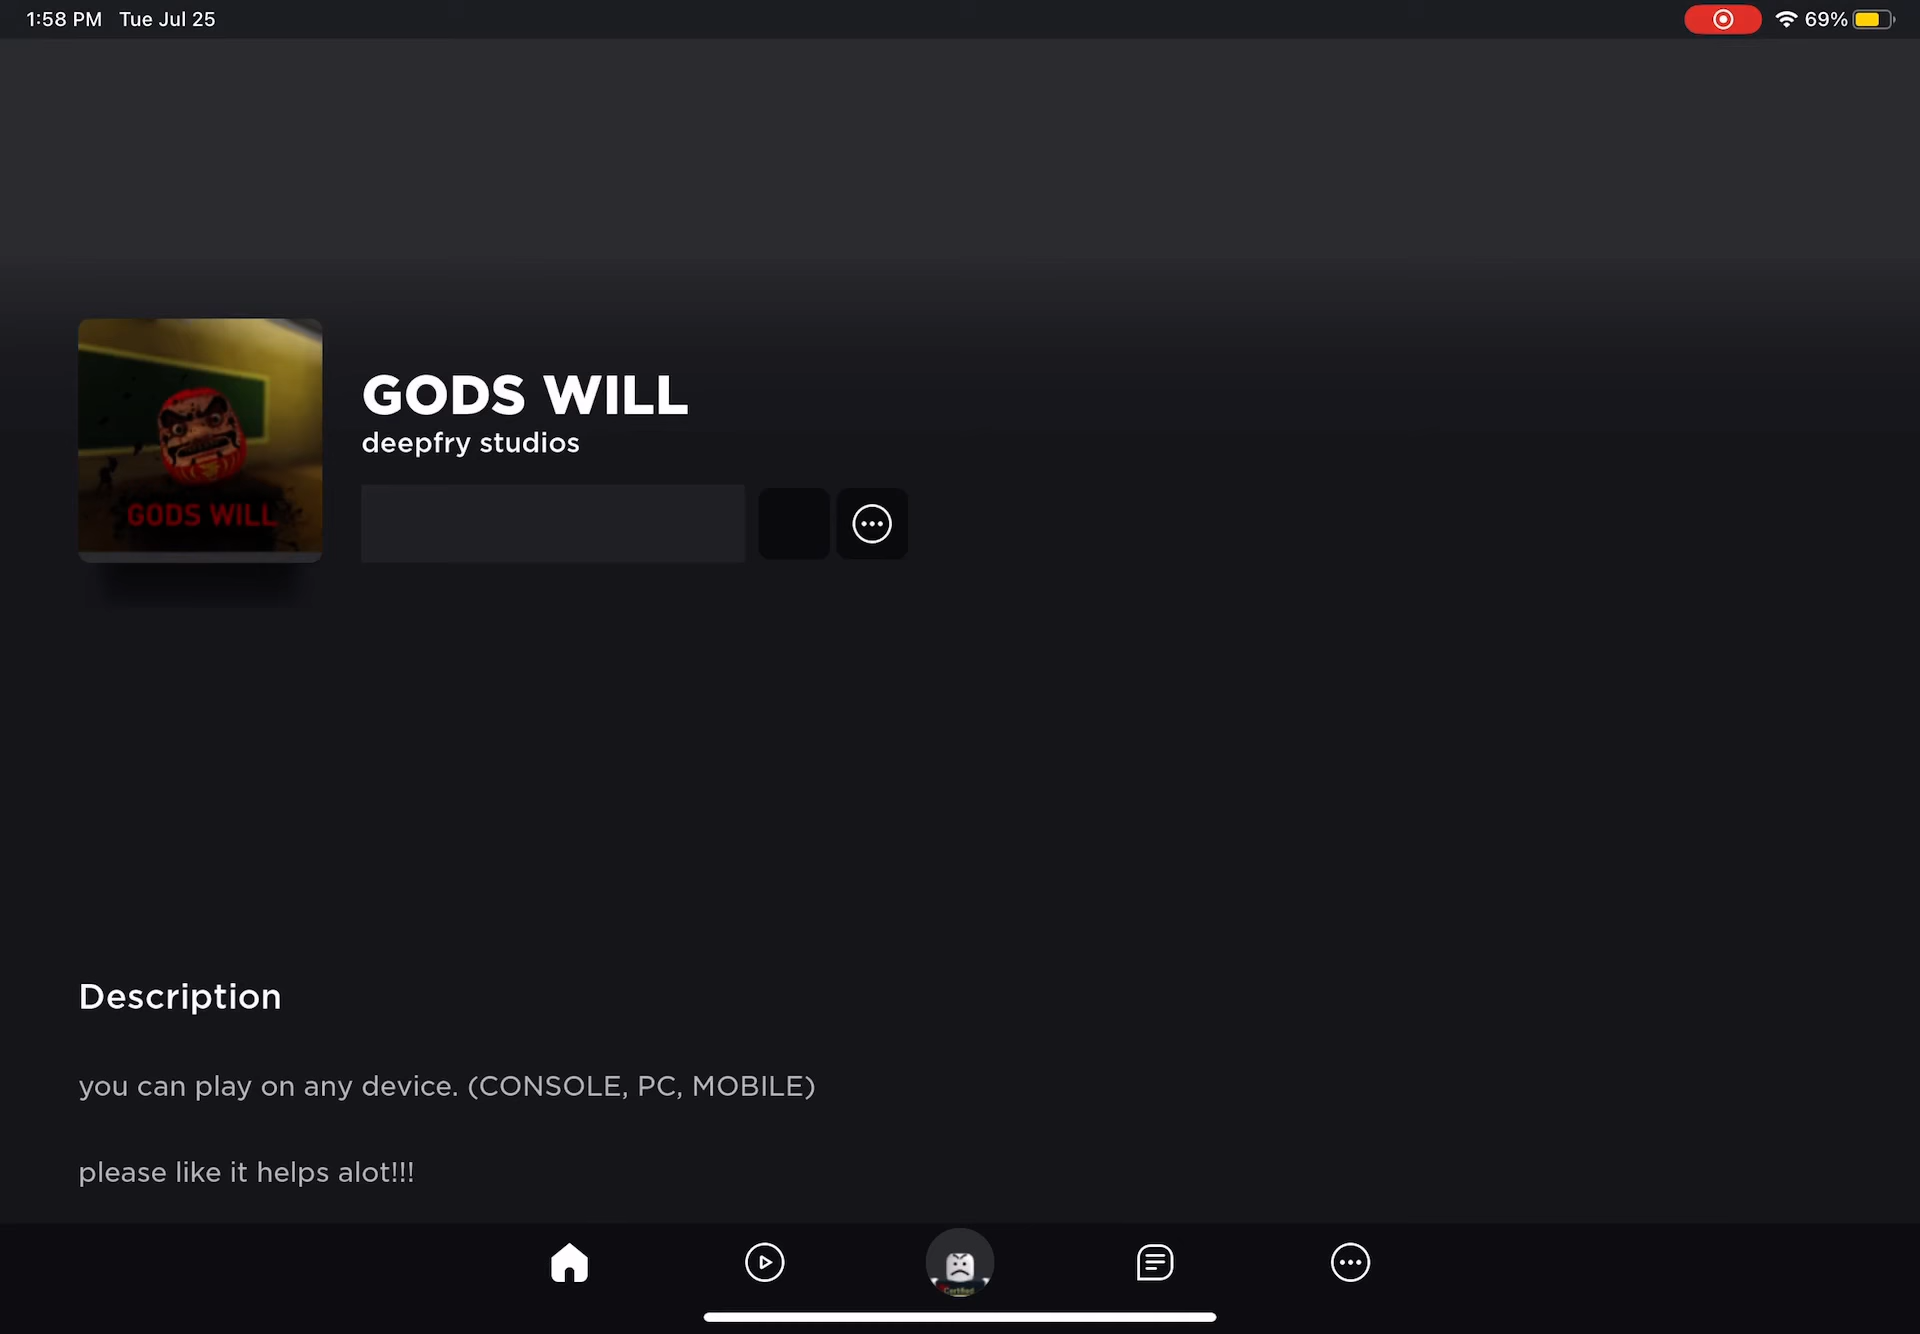 1:58 PM Tue Jul 25
69%
GODS WILL
deepfry studios
GODS WILL
Description
you can play on any device. (CONSOLE, PC, MOBILE)
please like it helps alot!!!
Certified